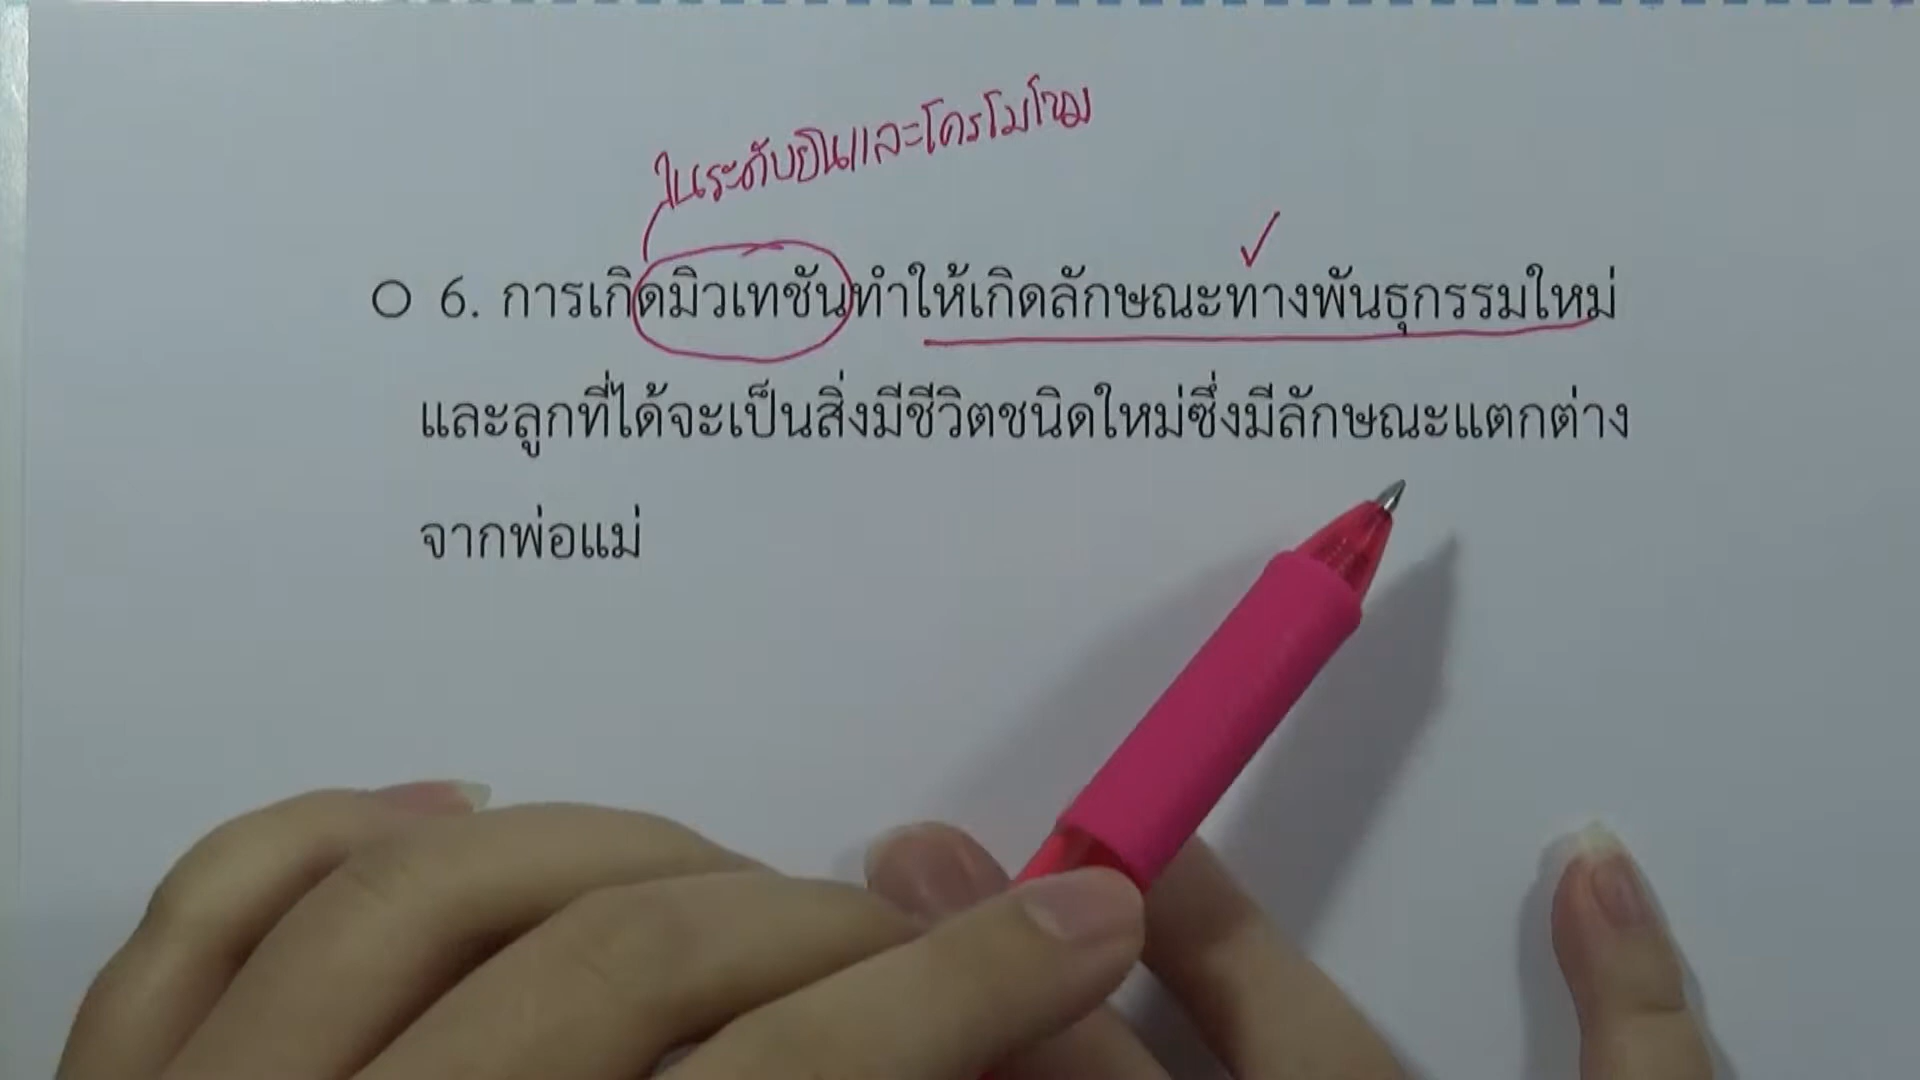 ในระดับยีนและโครโมโซม
6. การเกิดมิวเทชันทำให้เกิดลักษณะทางพันธุกรรมใหม่
และลูกที่ได้จะเป็นสิ่งมีชีวิตชนิดใหม่ซึ่งมีลักษณะแตกต่าง
จากพ่อแม่